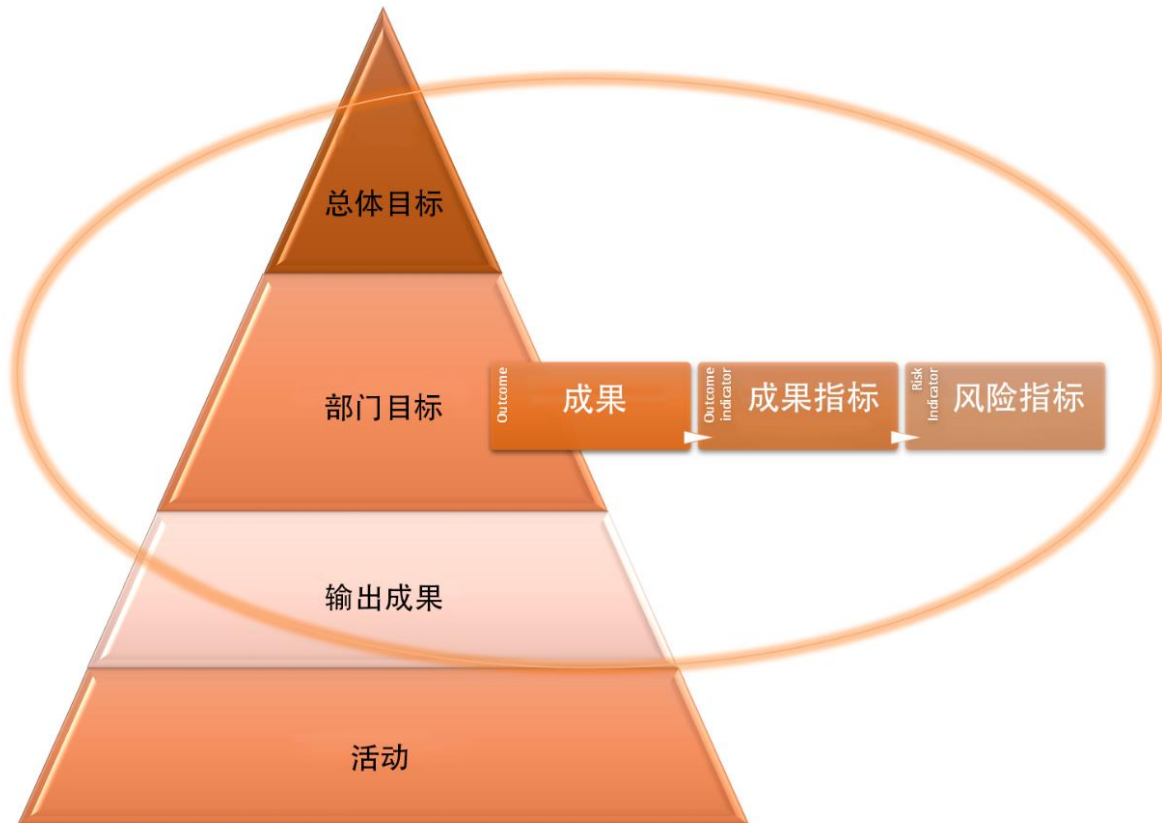 总体目标
部门目标
Outcome
成果
Outcome
indicator
成果指标
Risk
Indicator
风险指标
输出成果
活动